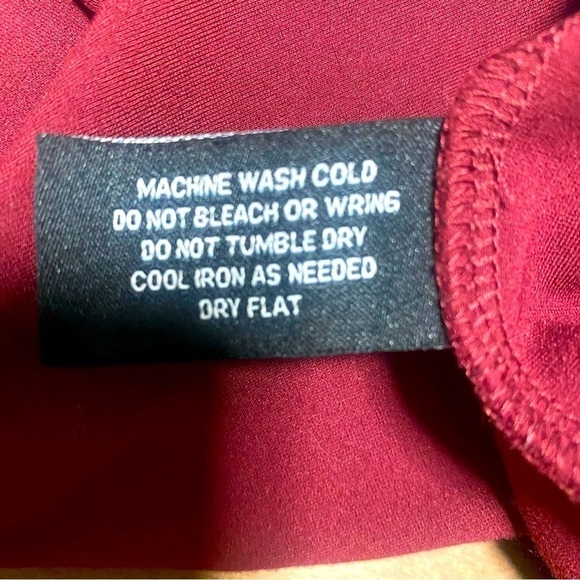 MACHINE WASH COLD
DO NOT BLEACH OR WRING
DO NOT TUMBLE DRY
COOL IRON AS NEEDED
DRY FLAT